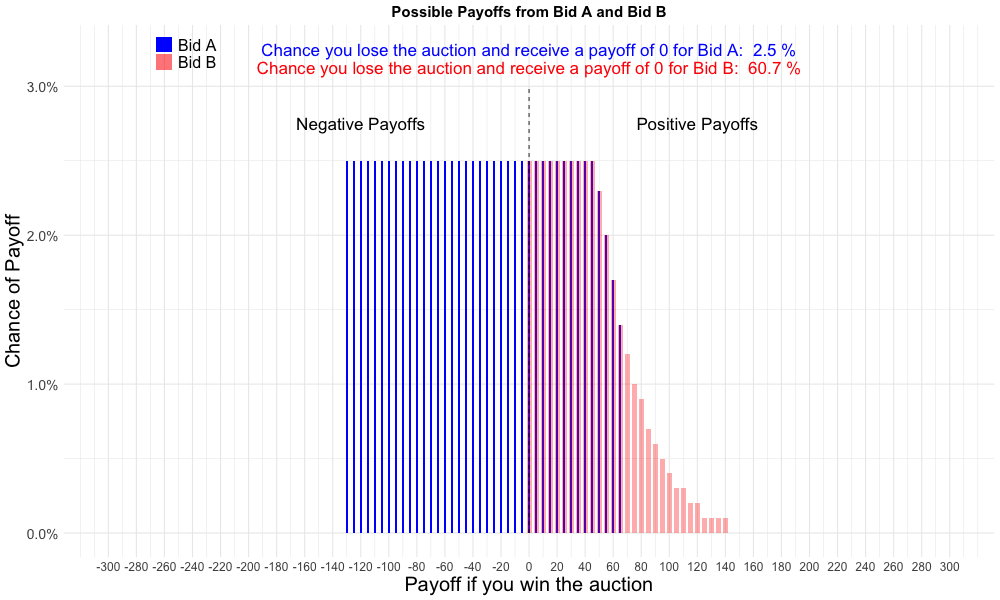 Possible Payoffs from Bid A and Bid B
Bid A
Bid B
Chance you lose the auction and receive a payoff of 0 for Bid A:  2.5 %
Chance you lose the auction and receive a payoff of 0 for Bid B:  60.7 %
Negative Payoffs
Positive Payoffs
Chance of Payoff
3.0%
2.0%
1.0%
0.0%
-300 -280 -260 -240 -220 -200 -180 -160 -140 -120 -100 -80 -60 -40 -20 0 20 40 60 80 100 120 140 160 180 200 220 240 260 280 300
Payoff if you win the auction